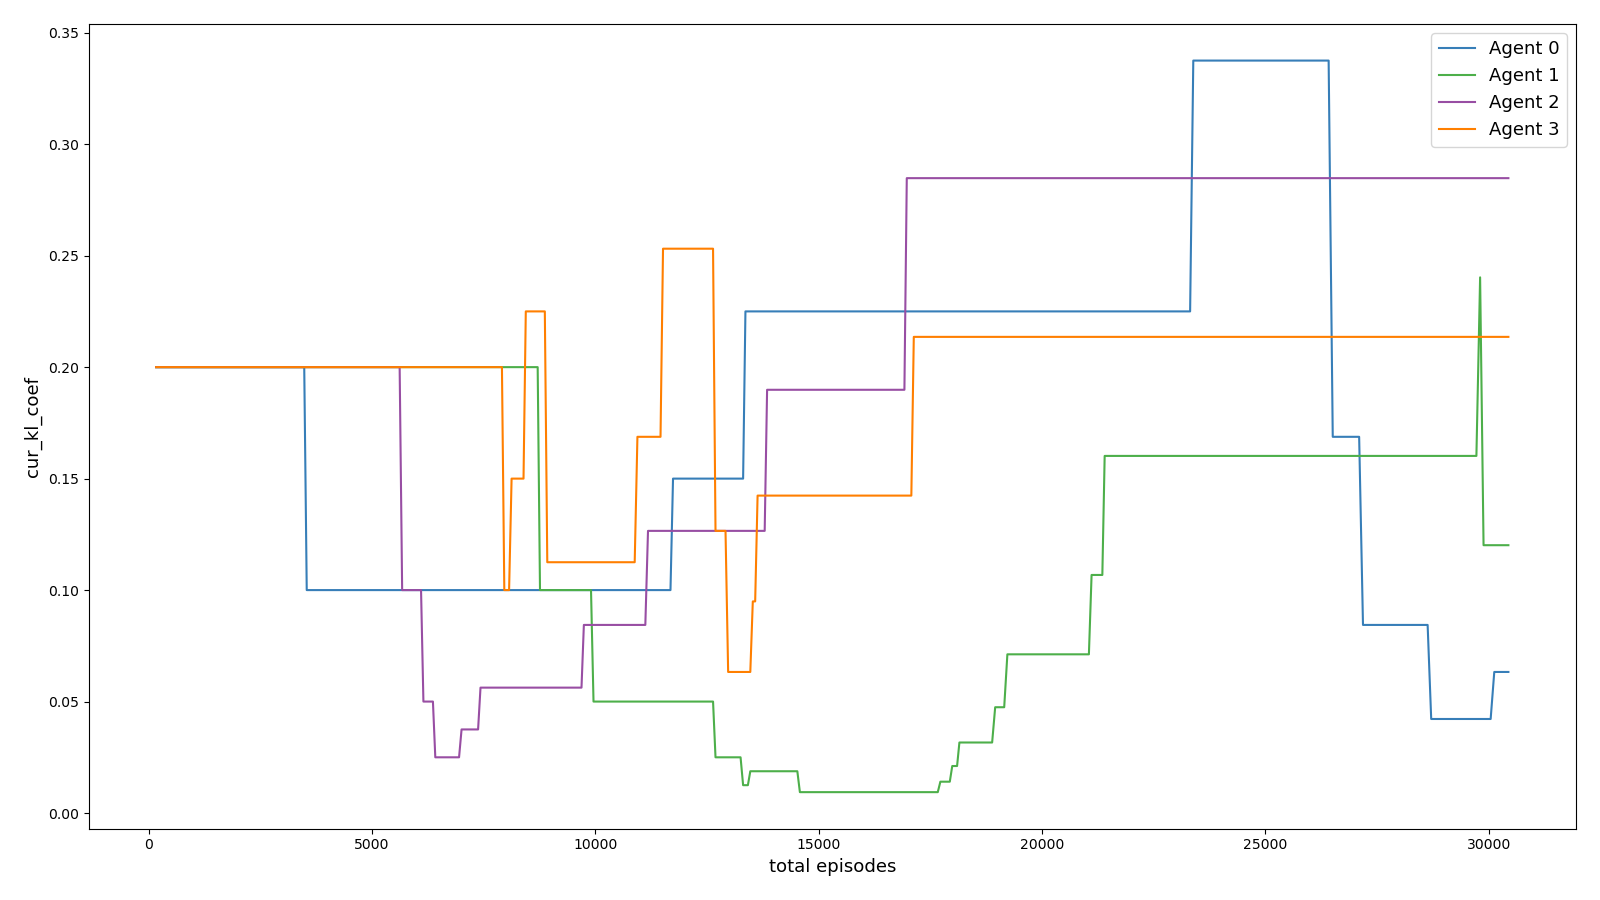 0.35
0.30
0.25
0.20
0.15
0.10
0.05
0.00
cur_kl_coef
0 5000 10000 15000 20000 25000 30000
total episodes
Agent 0
Agent 1
Agent 2
Agent 3